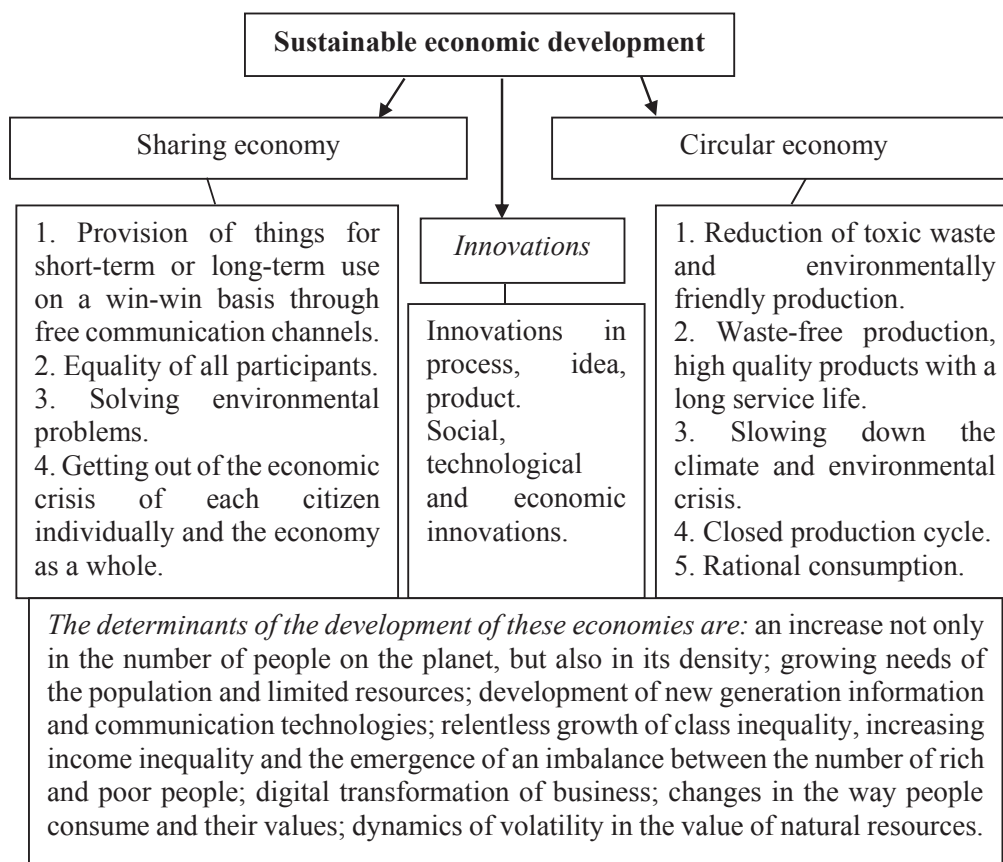 Sustainable economic development
Sharing economy
Circular economy
1. Provision of things for
short-term or long-term use
on a win-win basis through
free communication channels.
2. Equality of all participants.
3. Solving environmental
problems.
4. Getting out of the economic
crisis of each citizen
individually and the economy
as a whole.
Innovations
Innovations in
process, idea,
product.
Social,
technological
and economic
innovations.
1. Reduction of toxic waste
and environmentally
friendly production.
2. Waste-free production,
high quality products with a
long service life.
3. Slowing down the
climate and environmental
crisis.
4. Closed production cycle.
5. Rational consumption.
The determinants of the development of these economies are: an increase not only
in the number of people on the planet, but also in its density; growing needs of
the population and limited resources; development of new generation information
and communication technologies; relentless growth of class inequality, increasing
income inequality and the emergence of an imbalance between the number of rich
and poor people; digital transformation of business; changes in the way people
consume and their values; dynamics of volatility in the value of natural resources.